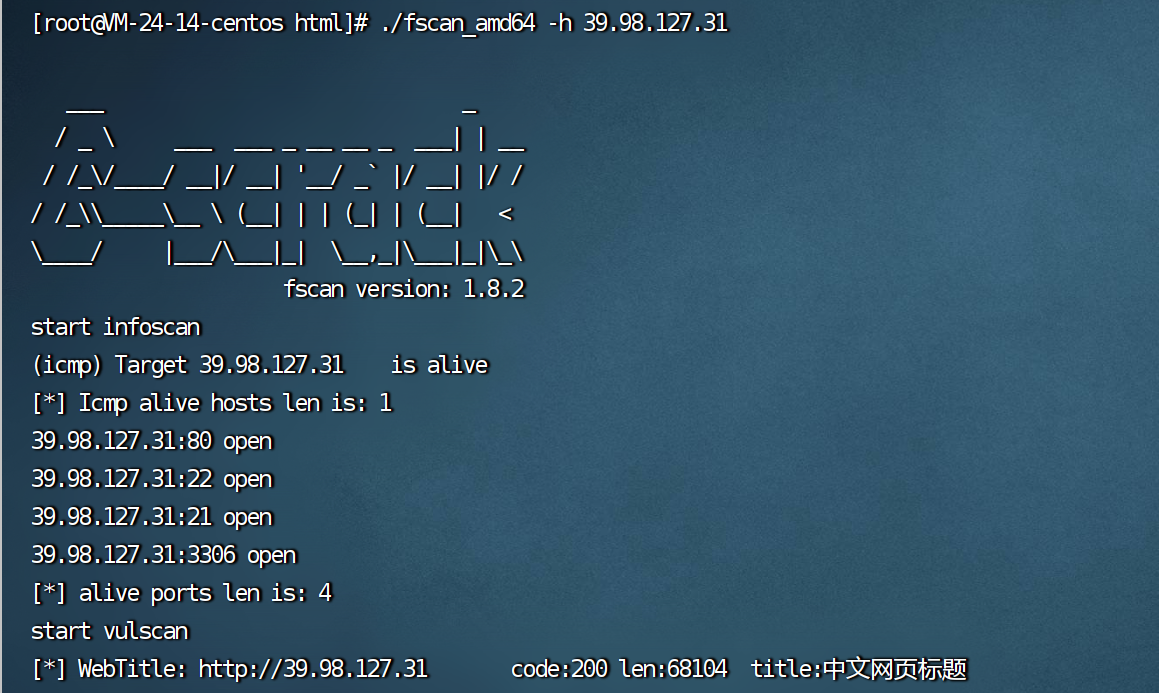 [root@VM-24-14-centos html]# ./fscan_amd64 -h 39.98.127.31
   ___                              _
  / _ \     ___  ___ _ __ __ _  ___| | __
 / /_\/____/ __|/ __| '__/ _` |/ __| |/ /
/ /_\\_____\__ \ (__| | | (_| | (__|   <
\____/     |___/\___|_|  \__,_|\___|_|\_\
                     fscan version: 1.8.2
start infoscan
(icmp) Target 39.98.127.31    is alive
[*] Icmp alive hosts len is: 1
39.98.127.31:80 open
39.98.127.31:22 open
39.98.127.31:21 open
39.98.127.31:3306 open
[*] alive ports len is: 4
start vulscan
[*] WebTitle: http://39.98.127.31       code:200 len:68104  title:中文网页标题